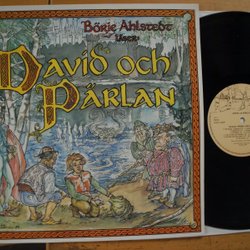 Börje Ahlstedt
läser
David och
Pärlan